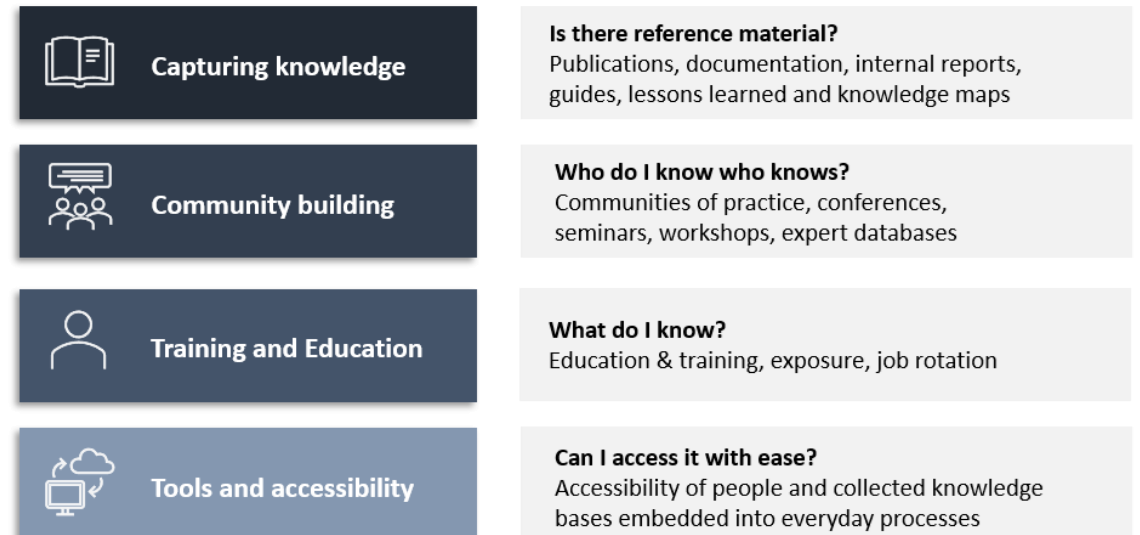 Capturing knowledge
Is there reference material?
Publications, documentation, internal reports,
guides, lessons learned and knowledge maps
Community building
Who do I know who knows?
Communities of practice, conferences,
seminars, workshops, expert databases
Training and Education
What do I know?
Education & training, exposure, job rotation
Tools and accessibility
Can I access it with ease?
Accessibility of people and collected knowledge
bases embedded into everyday processes